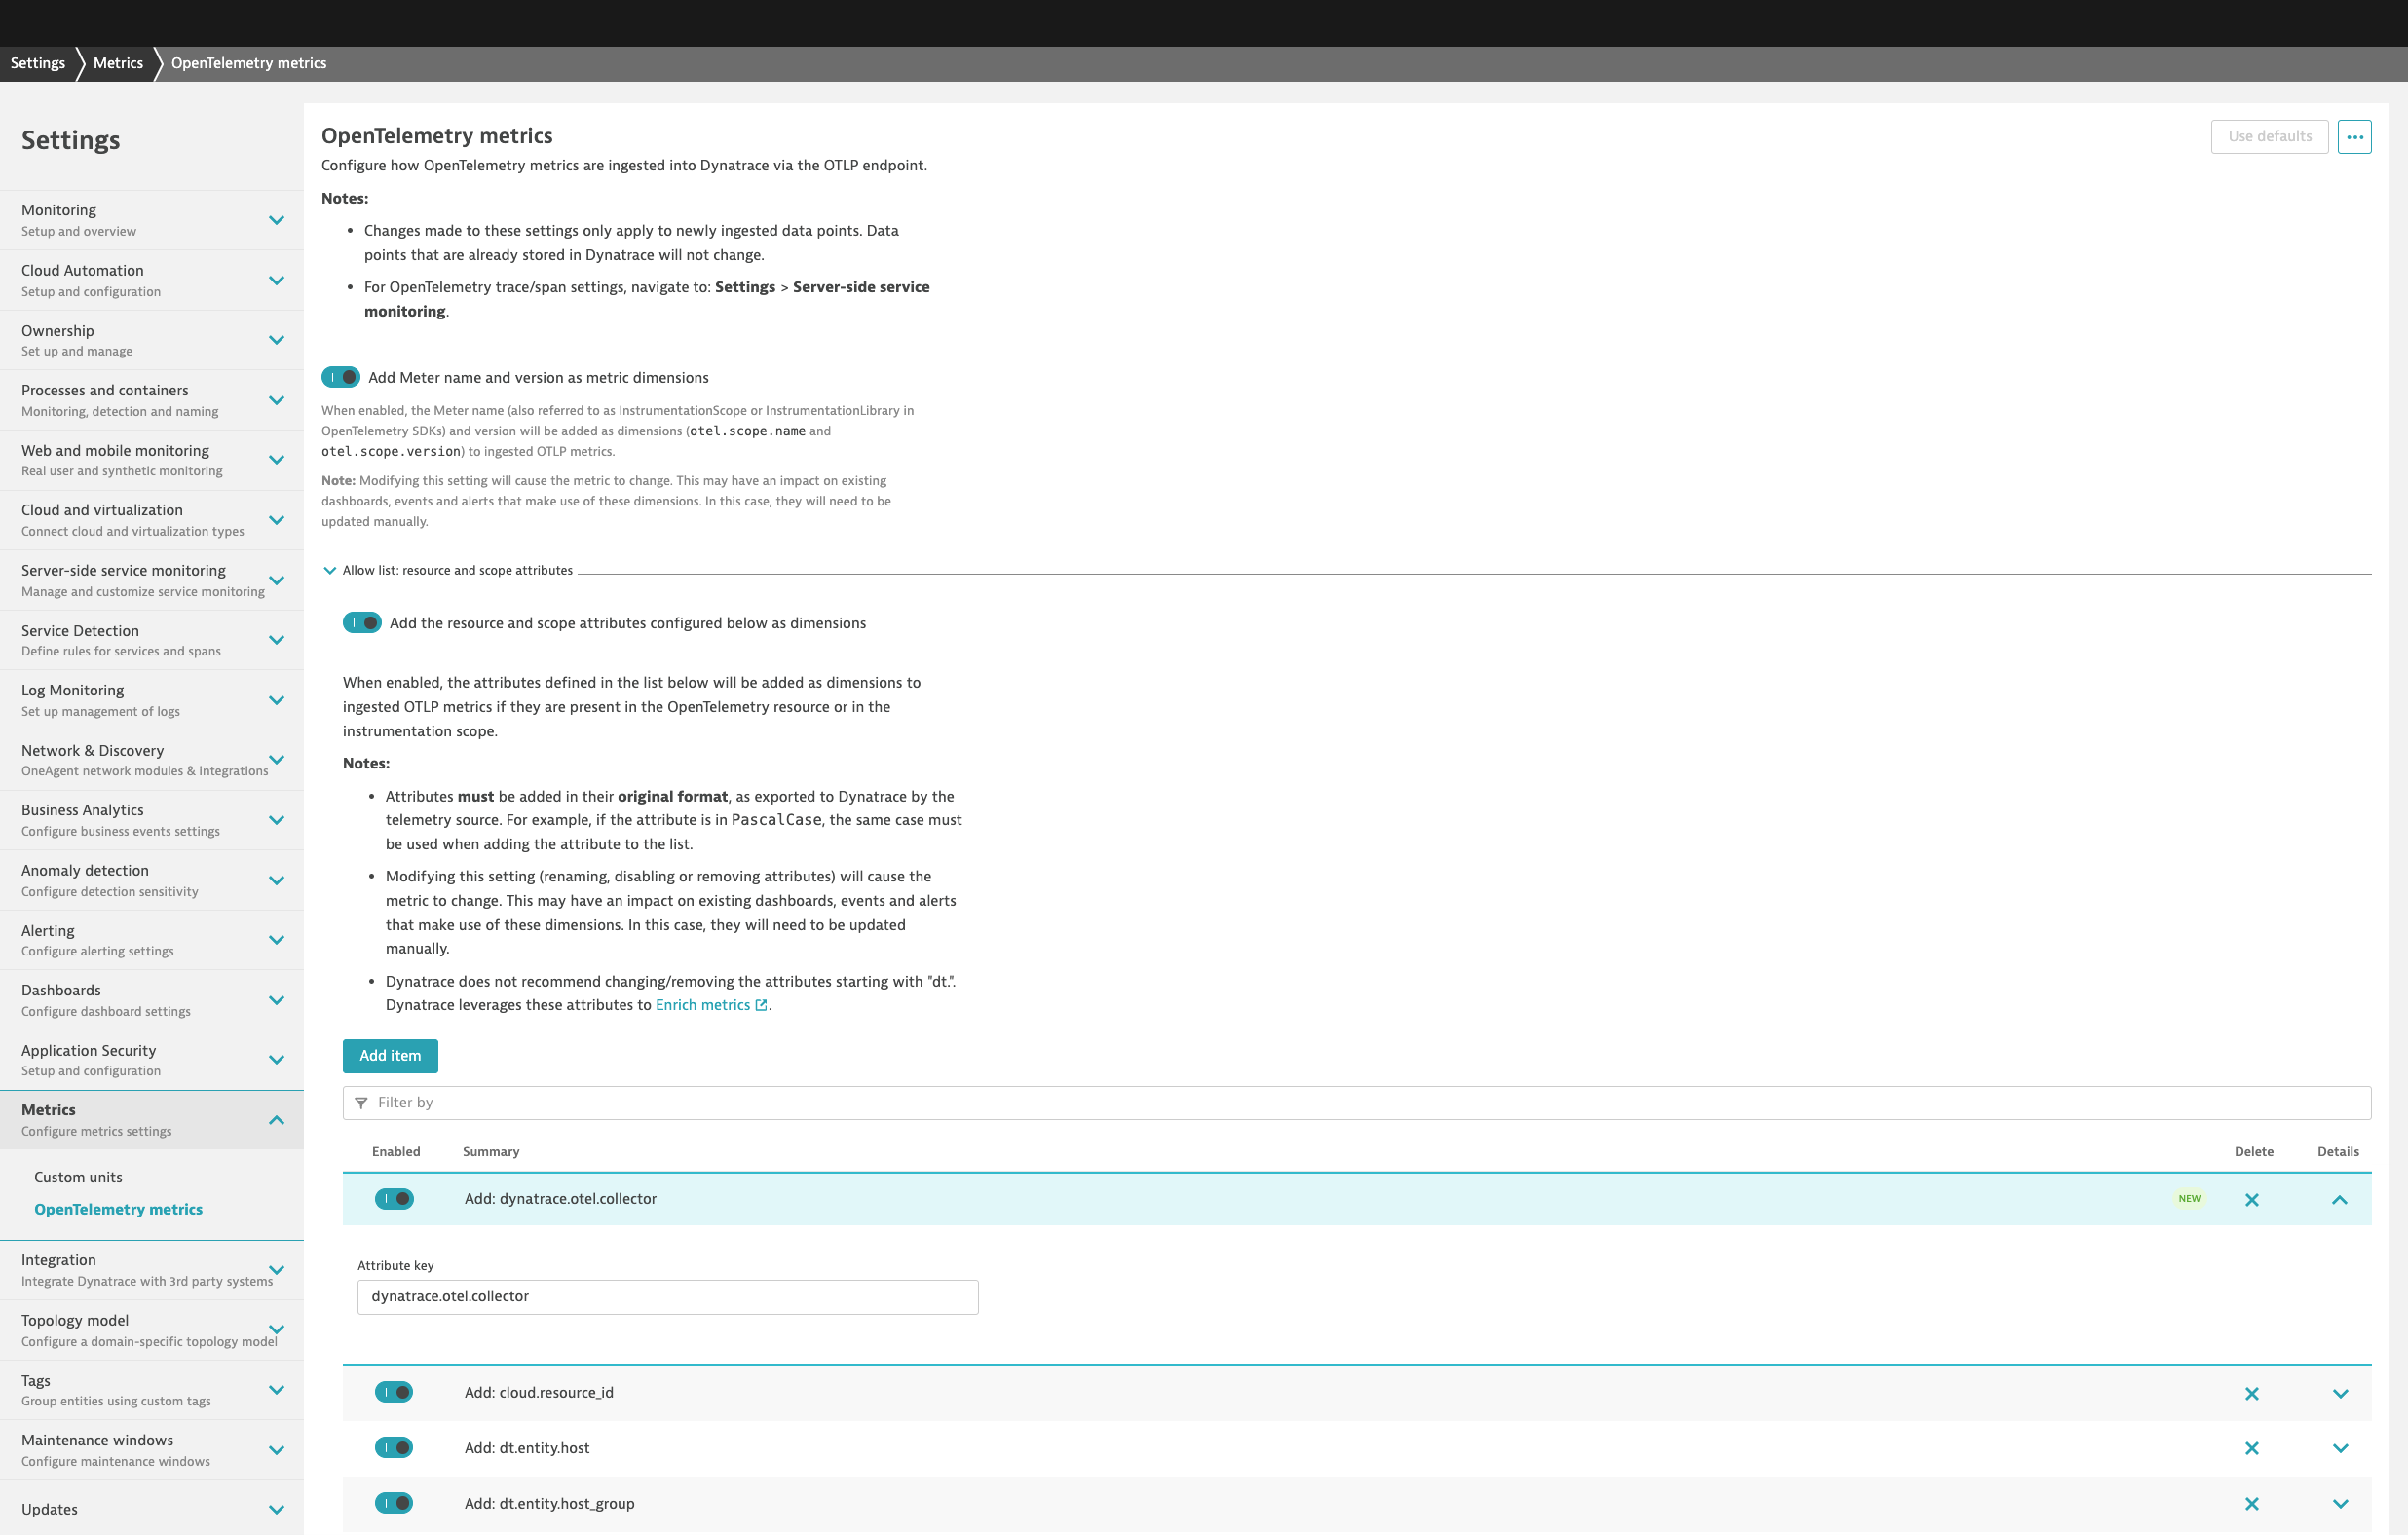 Settings
Metrics
OpenTelemetry metrics
Settings
Monitoring
Setup and overview
Cloud Automation
Setup and configuration
Ownership
Set up and manage
Processes and containers
Monitoring, detection and naming
Web and mobile monitoring
Real user and synthetic monitoring
Cloud and virtualization
Connect cloud and virtualization types
Server-side service monitoring
Manage and customize service monitoring
Service Detection
Define rules for services and spans
Log Monitoring
Set up management of logs
Network & Discovery
OneAgent network modules & integrations
Business Analytics
Configure business events settings
Anomaly detection
Configure detection sensitivity
Alerting
Configure alerting settings
Dashboards
Configure dashboard settings
Application Security
Setup and configuration
Metrics
Configure metrics settings
Custom units
OpenTelemetry metrics
Integration
Integrate Dynatrace with 3rd party systems
Topology model
Configure a domain-specific topology model
Tags
Group entities using custom tags
Maintenance windows
Configure maintenance windows
Updates
OpenTelemetry metrics
Use defaults
Configure how OpenTelemetry metrics are ingested into Dynatrace via the OTLP endpoint.
Notes:
• Changes made to these settings only apply to newly ingested data points. Data
points that are already stored in Dynatrace will not change.
• For OpenTelemetry trace/span settings, navigate to: Settings > Server-side service
monitoring.
Add Meter name and version as metric dimensions
When enabled, the Meter name (also referred to as InstrumentationScope or InstrumentationLibrary in
OpenTelemetry SDKs) and version will be added as dimensions (otel.scope.name and
otel.scope.version) to ingested OTLP metrics.
Note: Modifying this setting will cause the metric to change. This may have an impact on existing
dashboards, events and alerts that make use of these dimensions. In this case, they will need to be
updated manually.
Allow list: resource and scope attributes
Add the resource and scope attributes configured below as dimensions
When enabled, the attributes defined in the list below will be added as dimensions to
ingested OTLP metrics if they are present in the OpenTelemetry resource or in the
instrumentation scope.
Notes:
• Attributes must be added in their original format, as exported to Dynatrace by the
telemetry source. For example, if the attribute is in PascalCase, the same case must
be used when adding the attribute to the list.
• Modifying this setting (renaming, disabling or removing attributes) will cause the
metric to change. This may have an impact on existing dashboards, events and alerts
that make use of these dimensions. In this case, they will need to be updated
manually.
• Dynatrace does not recommend changing/removing the attributes starting with "dt.".
Dynatrace leverages these attributes to Enrich metrics.
Add item
Filter by
Enabled Summary Delete Details
Add: dynatrace.otel.collector NEW
Attribute key
dynatrace.otel.collector
Add: cloud.resource_id
Add: dt.entity.host
Add: dt.entity.host_group